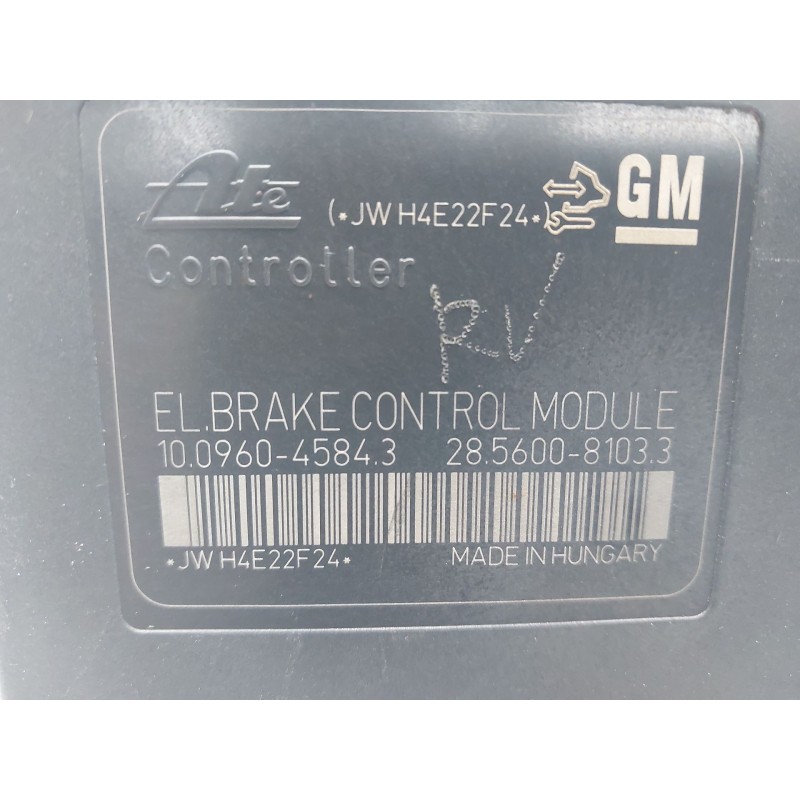 Ate (*JW H4E22F24*) GM
Controller
RV
EL.BRAKE CONTROL MODULE
10.0960-4584.3 28.5600-8103.3
*JW H4E22F24* MADE IN HUNGARY